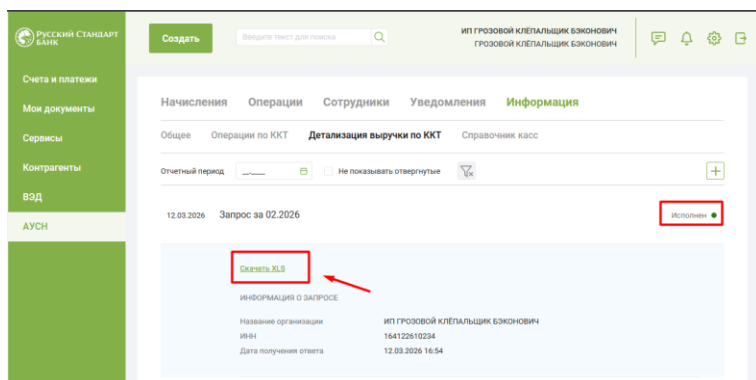 Русский Стандарт
БАНК
Создать
Введите текст для поиска
ИП ГРОЗОВОЙ КЛЁПАЛЬЩИК БЭКОНОВИЧ
ГРОЗОВОЙ КЛЁПАЛЬЩИК БЭКОНОВИЧ
Счета и платежи
Мои документы
Сервисы
Контрагенты
ВЭД
АУСН
Начисления Операции Сотрудники Уведомления Информация
Общее Операции по ККТ Детализация выручки по ККТ Справочник касс
Отчетный период __.____ Не показывать отвергнутые
12.03.2026 Запрос за 02.2026 Исполнен
Скачать XLS
ИНФОРМАЦИЯ О ЗАПРОСЕ
Название организации ИП ГРОЗОВОЙ КЛЁПАЛЬЩИК БЭКОНОВИЧ
ИНН 164122610234
Дата получения ответа 12.03.2026 16:54